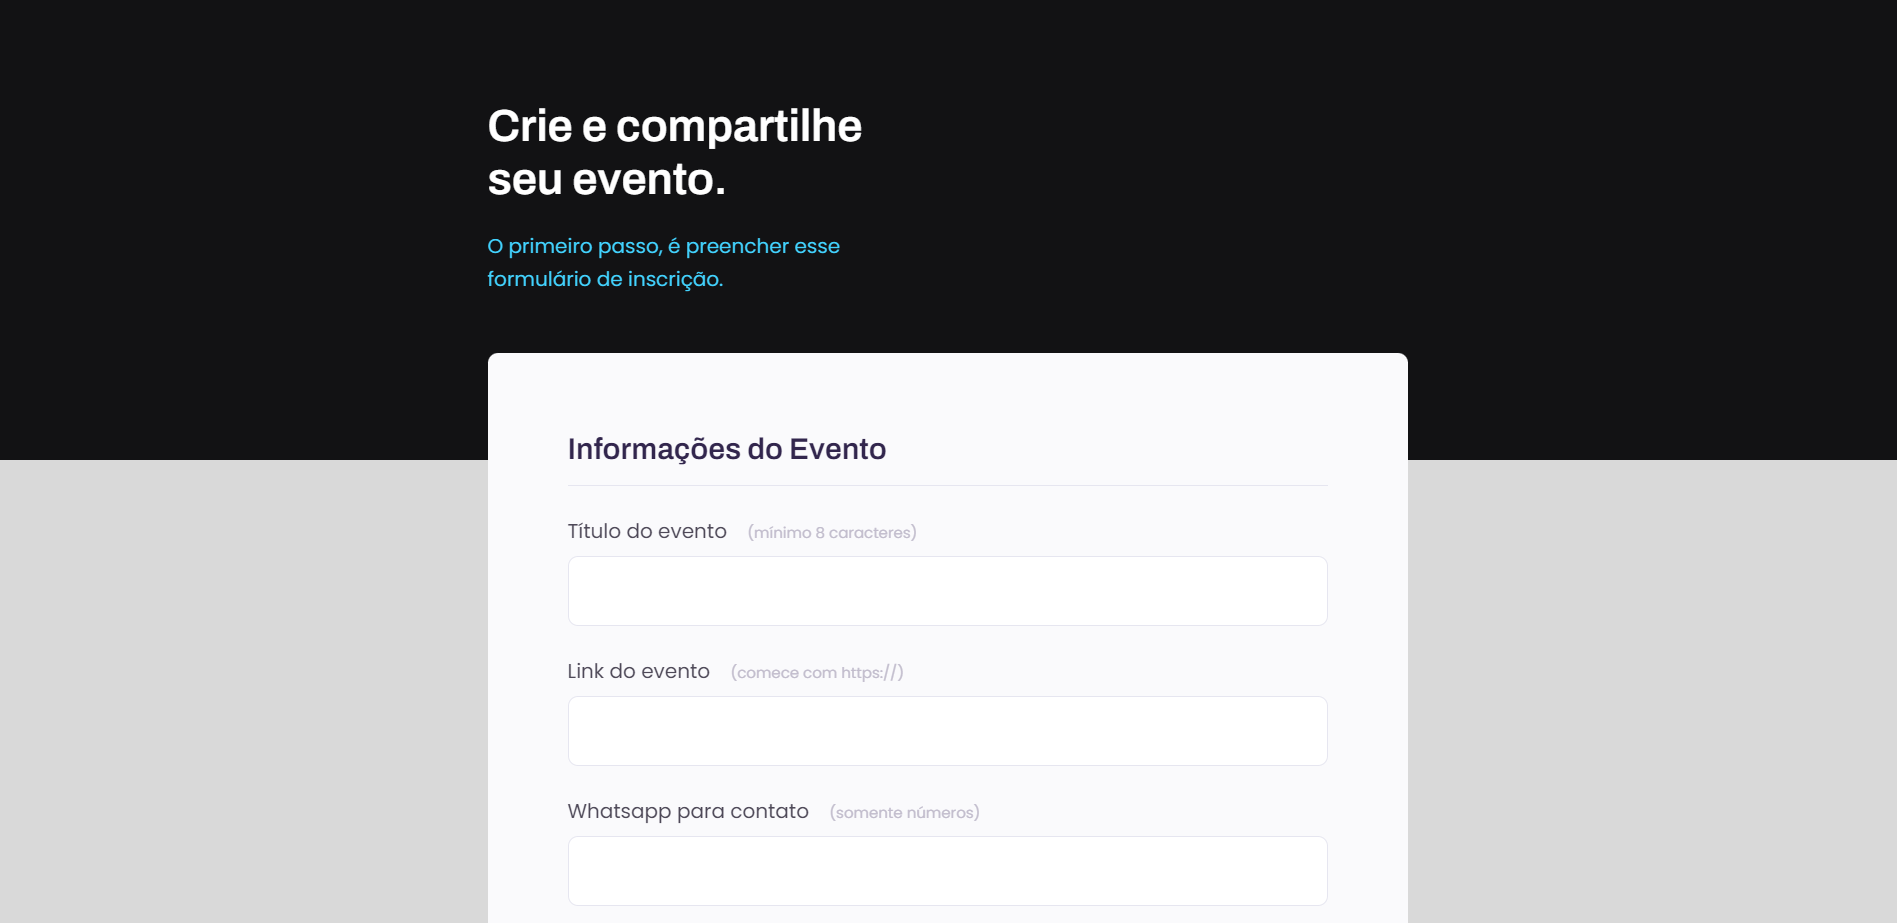 Crie e compartilhe
seu evento.
O primeiro passo, é preencher esse
formulário de inscrição.
Informações do Evento
Título do evento (mínimo 8 caracteres)
Link do evento (comece com https://)
Whatsapp para contato (somente números)